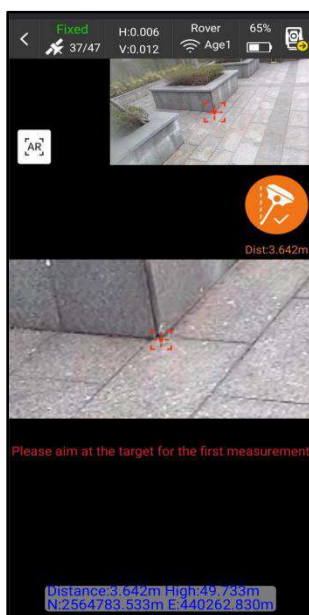 Fixed
37/47
H:0.006
V:0.012
Rover
Age1
65%
AR
Dist:3.642m
Please aim at the target for the first measurement
Distance:3.642m High:49.733m
N:2564783.533m E:440262.830m